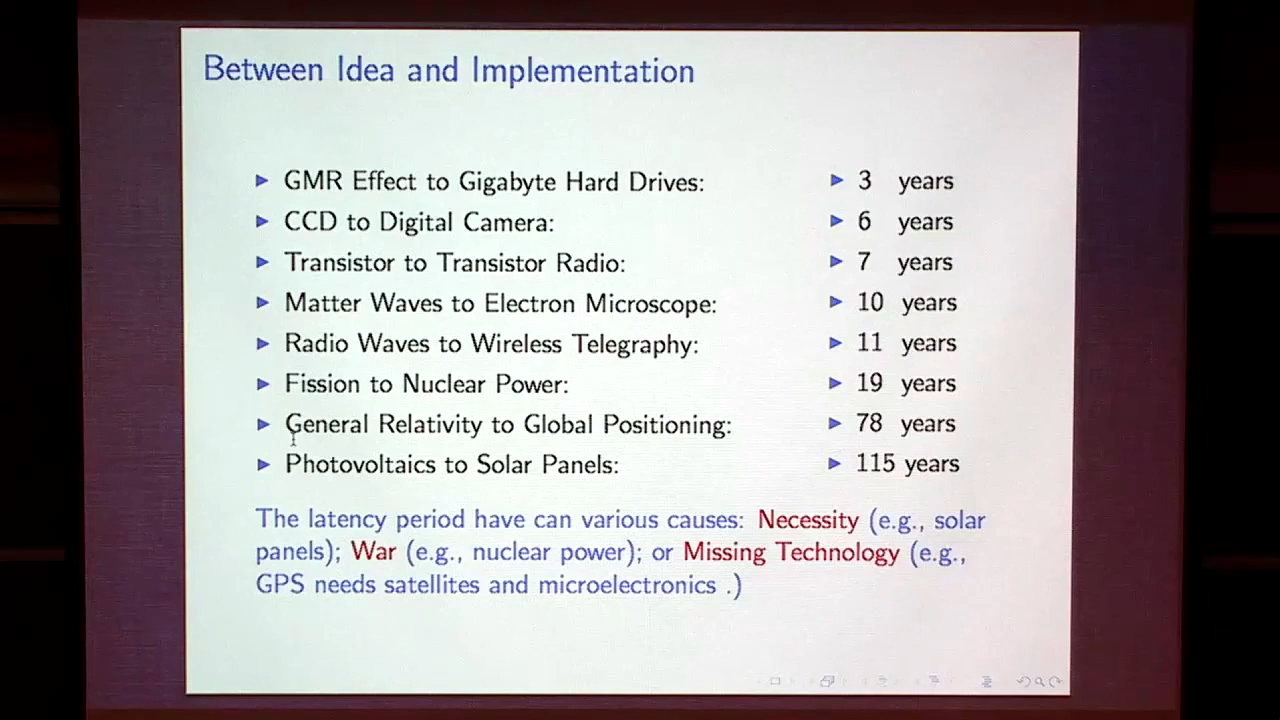 Between Idea and Implementation
GMR Effect to Gigabyte Hard Drives: 3 years
CCD to Digital Camera: 6 years
Transistor to Transistor Radio: 7 years
Matter Waves to Electron Microscope: 10 years
Radio Waves to Wireless Telegraphy: 11 years
Fission to Nuclear Power: 19 years
General Relativity to Global Positioning: 78 years
Photovoltaics to Solar Panels: 115 years
The latency period have can various causes: Necessity (e.g., solar
panels); War (e.g., nuclear power); or Missing Technology (e.g.,
GPS needs satellites and microelectronics .)